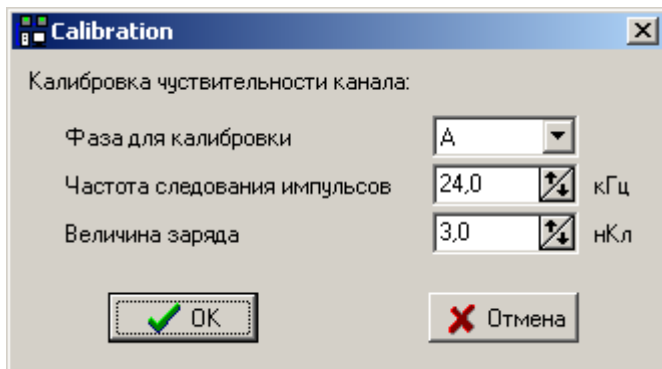 Calibration
Калибровка чуствительности канала:
Фаза для калибровки A
Частота следования импульсов 24,0 кГц
Величина заряда 3,0 нКл
OK Отмена